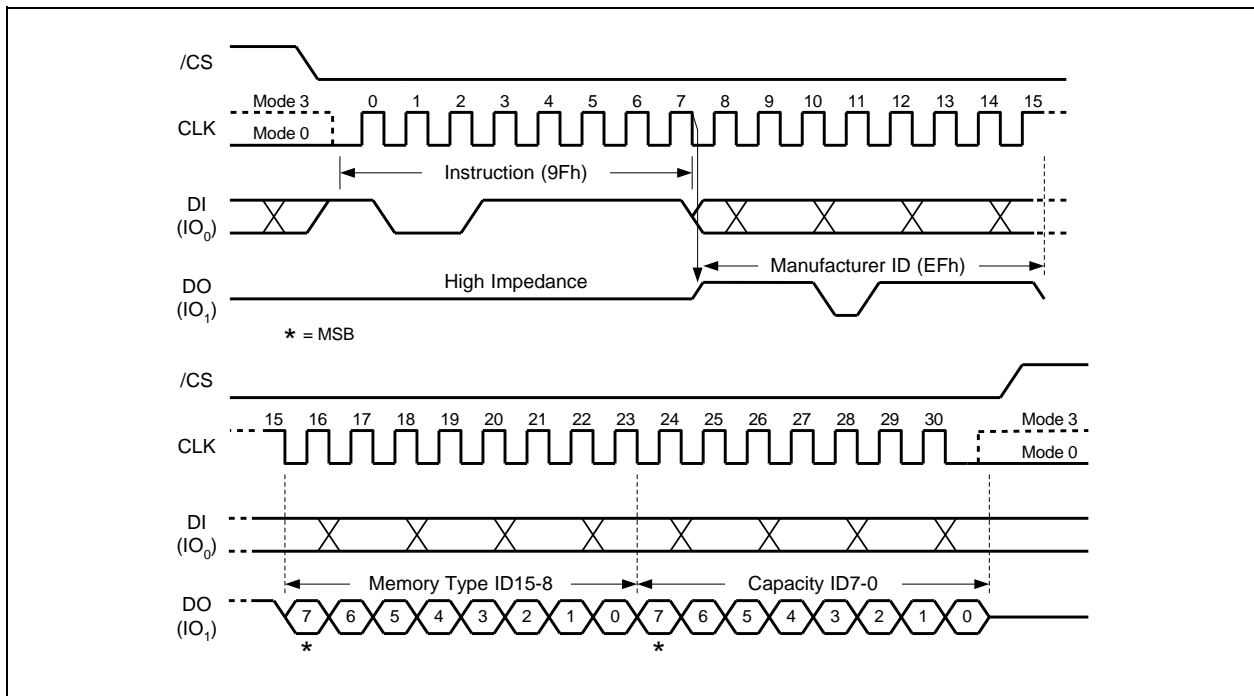 /CS
Mode 3 0 1 2 3 4 5 6 7 8 9 10 11 12 13 14 15
CLK
Mode 0
Instruction (9Fh)
DI
(IO0)
Manufacturer ID (EFh)
High Impedance
DO
(IO1)
* = MSB
/CS
15 16 17 18 19 20 21 22 23 24 25 26 27 28 29 30
Mode 3
CLK
Mode 0
DI
(IO0)
Memory Type ID15-8 Capacity ID7-0
DO
7 6 5 4 3 2 1 0 7 6 5 4 3 2 1 0
(IO1)
* *